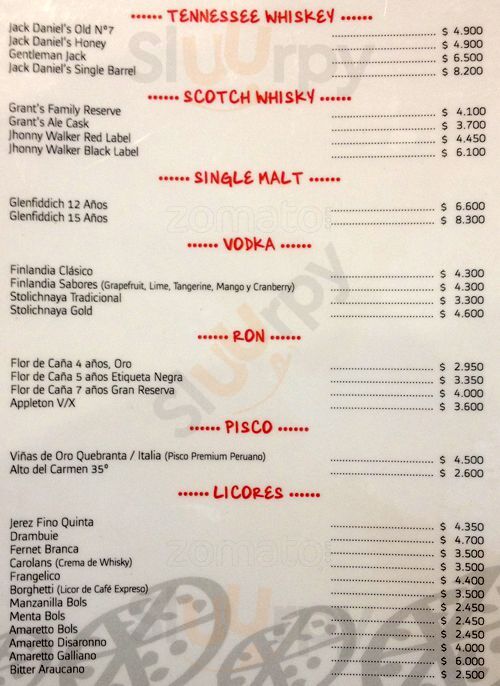 TENNESSEE WHISKEY
Jack Daniel's Old N°7 $ 4.900
Jack Daniel's Honey $ 4.900
Gentleman Jack $ 6.500
Jack Daniel's Single Barrel $ 8.200
SCOTCH WHISKY
Grant's Family Reserve $ 4.100
Grant's Ale Cask $ 3.700
Jhonny Walker Red Label $ 4.450
Jhonny Walker Black Label $ 6.100
SINGLE MALT
Glenfiddich 12 Años $ 6.600
Glenfiddich 15 Años $ 8.300
VODKA
Finlandia Clásico $ 4.300
Finlandia Sabores (Grapefruit, Lime, Tangerine, Mango y Cranberry) $ 4.300
Stolichnaya Tradicional $ 3.300
Stolichnaya Gold $ 4.600
RON
Flor de Caña 4 años, Oro $ 2.950
Flor de Caña 5 años Etiqueta Negra $ 3.350
Flor de Caña 7 años Gran Reserva $ 4.000
Appleton V/X $ 3.600
PISCO
Viñas de Oro Quebranta / Italia (Pisco Premium Peruano) $ 4.500
Alto del Carmen 35° $ 2.600
LICORES
Jerez Fino Quinta $ 4.350
Drambuie $ 4.700
Fernet Branca $ 3.500
Carolans (Crema de Whisky) $ 3.500
Frangelico $ 4.400
Borghetti (Licor de Café Expreso) $ 3.500
Manzanilla Bols $ 2.450
Menta Bols $ 2.450
Amaretto Bols $ 2.450
Amaretto Disaronno $ 4.000
Amaretto Galliano $ 6.000
Bitter Araucano $ 2.500
Sluurpy
zomato
Sluurpy
zomato
Sluurpy